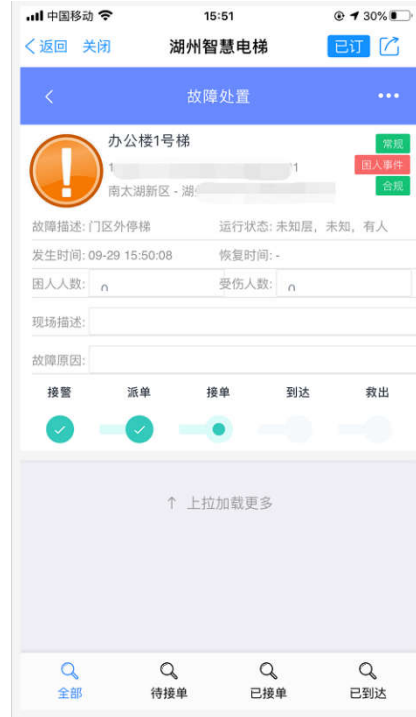 中国移动 15:51 30%
返回 关闭 湖州智慧电梯 已订
故障处置
办公楼1号梯 常规
困人事件
南太湖新区 - 湖 合规
故障描述: 门区外停梯 运行状态: 未知层，未知，有人
发生时间: 09-29 15:50:08 恢复时间: -
困人人数: 0 受伤人数: 0
现场描述:
故障原因:
接警 派单 接单 到达 救出
↑ 上拉加载更多
全部 待接单 已接单 已到达